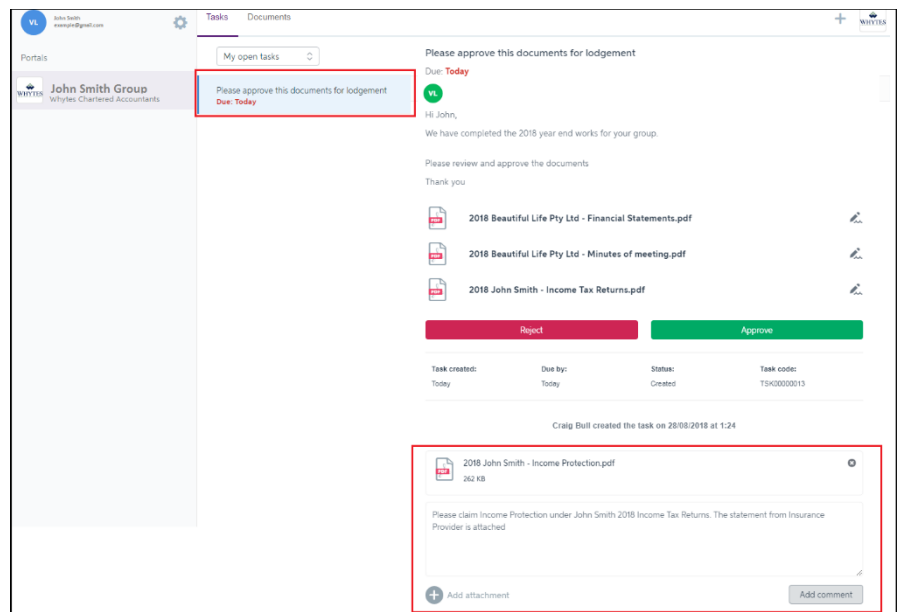 VL
John Smith
example@gmail.com
Portals
WHYTES
John Smith Group
Whytes Chartered Accountants
Tasks Documents
My open tasks
Please approve this documents for lodgement
Due: Today
+
WHYTES
Please approve this documents for lodgement
Due: Today
VL
Hi John,
We have completed the 2018 year end works for your group.
Please review and approve the documents
Thank you
PDF 2018 Beautiful Life Pty Ltd - Financial Statements.pdf
PDF 2018 Beautiful Life Pty Ltd - Minutes of meeting.pdf
PDF 2018 John Smith - Income Tax Returns.pdf
Reject Approve
Task created: Due by: Status: Task code:
Today Today Created TSK00000013
Craig Bull created the task on 28/08/2018 at 1:24
PDF 2018 John Smith - Income Protection.pdf
262 KB
Please claim Income Protection under John Smith 2018 Income Tax Returns. The statement from Insurance
Provider is attached
Add attachment Add comment